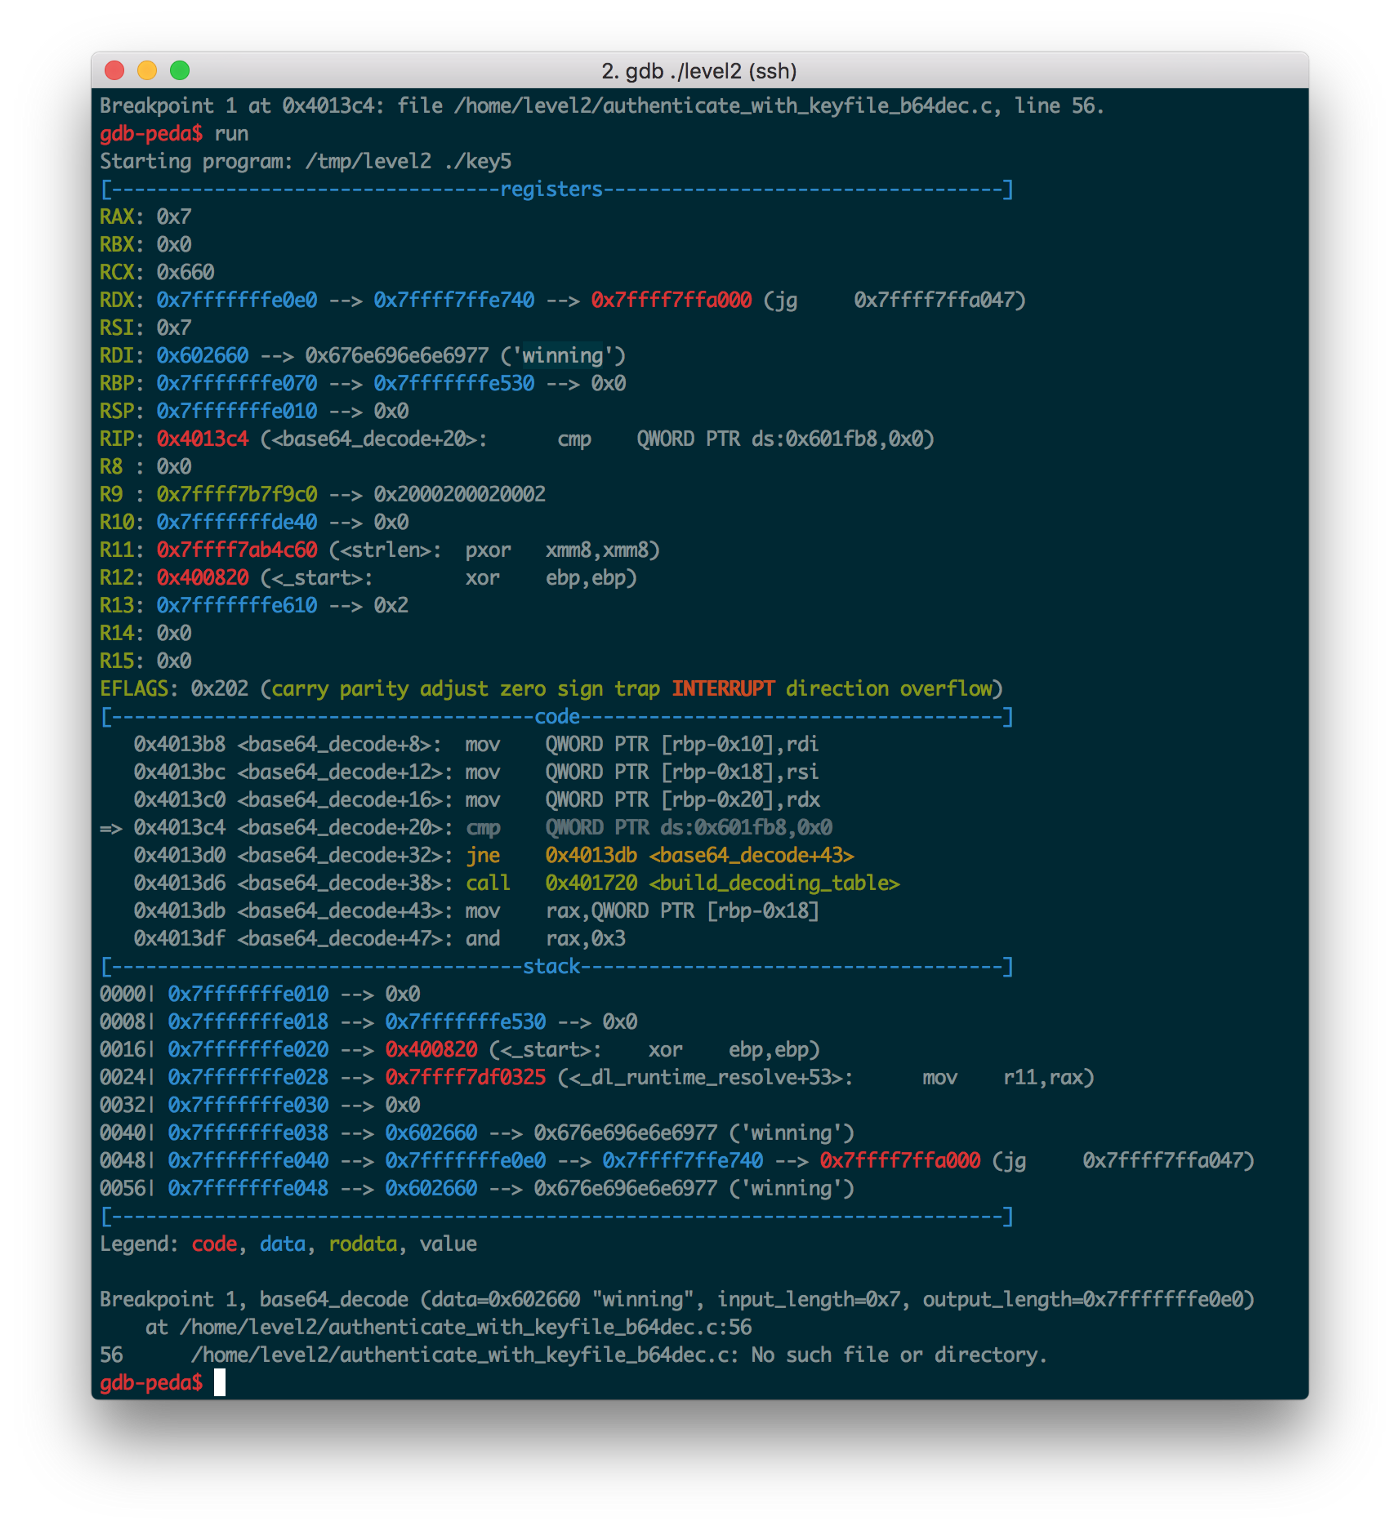 2. gdb ./level2 (ssh)
Breakpoint 1 at 0x4013c4: file /home/level2/authenticate_with_keyfile_b64dec.c, line 56.
gdb-peda$ run
Starting program: /tmp/level2 ./key5
[----------------------------------registers-----------------------------------]
RAX: 0x7
RBX: 0x0
RCX: 0x660
RDX: 0x7fffffffe0e0 --> 0x7ffff7ffe740 --> 0x7ffff7ffa000 (jg     0x7ffff7ffa047)
RSI: 0x7
RDI: 0x602660 --> 0x676e696e6e6977 ('winning')
RBP: 0x7fffffffe070 --> 0x7fffffffe530 --> 0x0
RSP: 0x7fffffffe010 --> 0x0
RIP: 0x4013c4 (<base64_decode+20>:      cmp    QWORD PTR ds:0x601fb8,0x0)
R8 : 0x0
R9 : 0x7ffff7b7f9c0 --> 0x2000200020002
R10: 0x7fffffffde40 --> 0x0
R11: 0x7ffff7ab4c60 (<strlen>:  pxor   xmm8,xmm8)
R12: 0x400820 (<_start>:        xor    ebp,ebp)
R13: 0x7fffffffe610 --> 0x2
R14: 0x0
R15: 0x0
EFLAGS: 0x202 (carry parity adjust zero sign trap INTERRUPT direction overflow)
[-------------------------------------code-------------------------------------]
   0x4013b8 <base64_decode+8>:  mov    QWORD PTR [rbp-0x10],rdi
   0x4013bc <base64_decode+12>: mov    QWORD PTR [rbp-0x18],rsi
   0x4013c0 <base64_decode+16>: mov    QWORD PTR [rbp-0x20],rdx
=> 0x4013c4 <base64_decode+20>: cmp    QWORD PTR ds:0x601fb8,0x0
   0x4013d0 <base64_decode+32>: jne    0x4013db <base64_decode+43>
   0x4013d6 <base64_decode+38>: call   0x401720 <build_decoding_table>
   0x4013db <base64_decode+43>: mov    rax,QWORD PTR [rbp-0x18]
   0x4013df <base64_decode+47>: and    rax,0x3
[------------------------------------stack-------------------------------------]
0000| 0x7fffffffe010 --> 0x0
0008| 0x7fffffffe018 --> 0x7fffffffe530 --> 0x0
0016| 0x7fffffffe020 --> 0x400820 (<_start>:    xor    ebp,ebp)
0024| 0x7fffffffe028 --> 0x7ffff7df0325 (<_dl_runtime_resolve+53>:      mov    r11,rax)
0032| 0x7fffffffe030 --> 0x0
0040| 0x7fffffffe038 --> 0x602660 --> 0x676e696e6e6977 ('winning')
0048| 0x7fffffffe040 --> 0x7fffffffe0e0 --> 0x7ffff7ffe740 --> 0x7ffff7ffa000 (jg     0x7ffff7ffa047)
0056| 0x7fffffffe048 --> 0x602660 --> 0x676e696e6e6977 ('winning')
[------------------------------------------------------------------------------]
Legend: code, data, rodata, value
Breakpoint 1, base64_decode (data=0x602660 "winning", input_length=0x7, output_length=0x7fffffffe0e0)
    at /home/level2/authenticate_with_keyfile_b64dec.c:56
56      /home/level2/authenticate_with_keyfile_b64dec.c: No such file or directory.
gdb-peda$